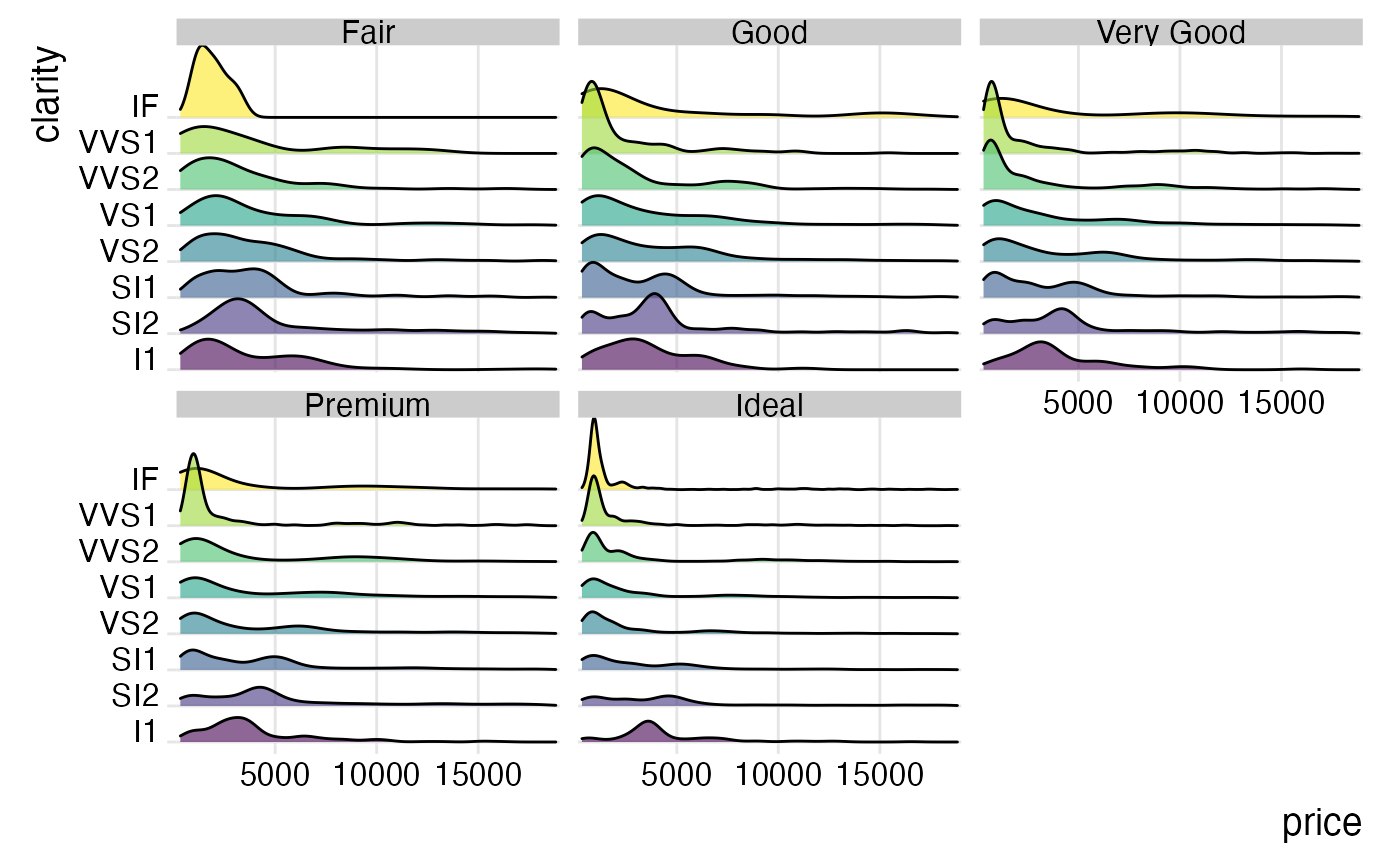 Fair Good Very Good
clarity
IF
VVS1
VVS2
VS1
VS2
SI1
SI2
I1
5000 10000 15000
Premium Ideal
IF
VVS1
VVS2
VS1
VS2
SI1
SI2
I1
5000 10000 15000 5000 10000 15000
price